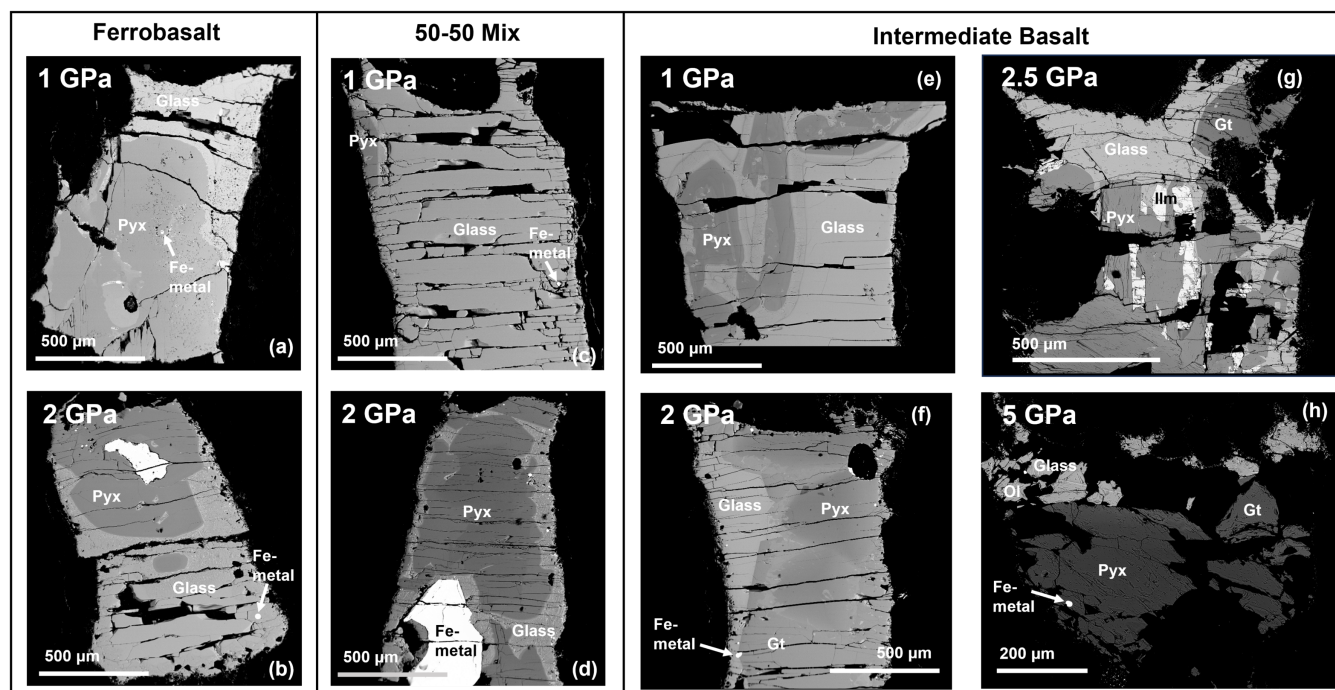 Ferrobasalt
50-50 Mix
Intermediate Basalt
1 GPa
Glass
Pyx
Fe-
metal
500 µm
(a)
1 GPa
Pyx
Glass
Fe-
metal
500 µm
(c)
1 GPa
(e)
Pyx
Glass
500 µm
2.5 GPa
(g)
Gt
Glass
Ilm
Pyx
500 µm
2 GPa
Pyx
Fe-
metal
Glass
500 µm
(b)
2 GPa
Pyx
Fe-
metal
Glass
500 µm
(d)
2 GPa
(f)
Glass
Pyx
Fe-
metal
Gt
500 µm
5 GPa
(h)
Glass
Ol
Gt
Pyx
Fe-
metal
200 µm